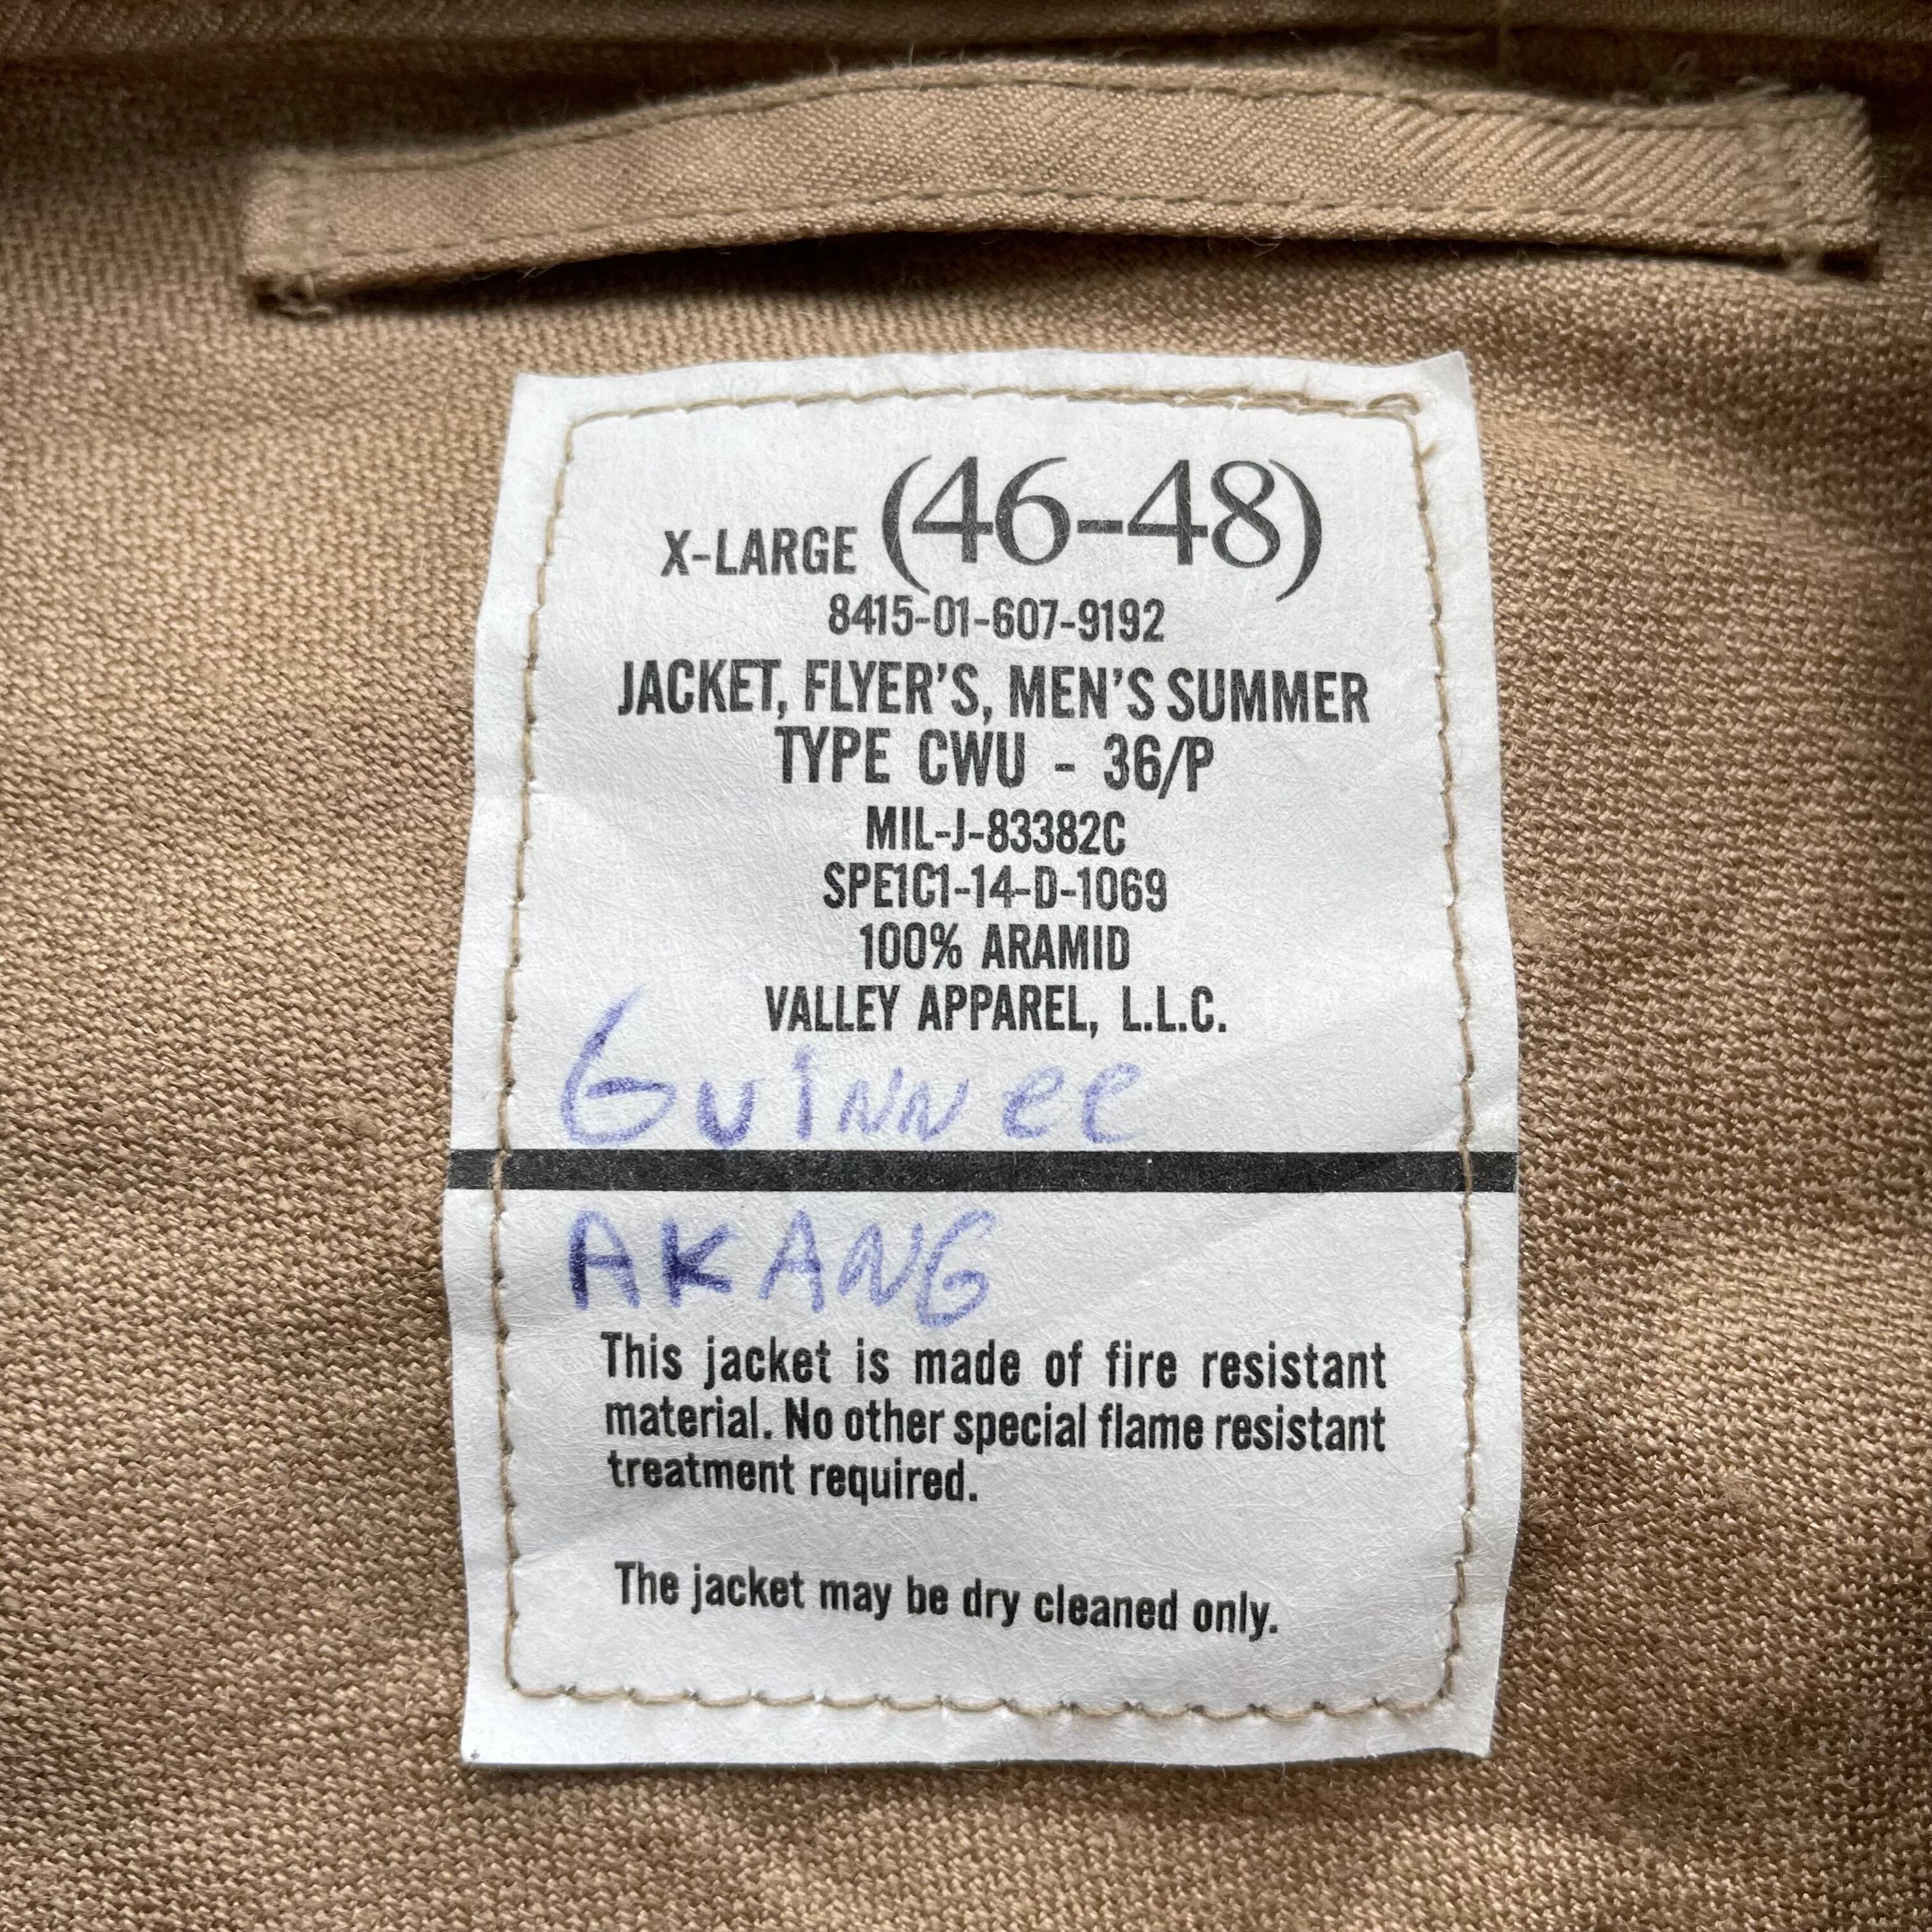 X-LARGE (46-48)
8415-01-607-9192
JACKET, FLYER'S, MEN'S SUMMER
TYPE CWU - 36/P
MIL-J-83382C
SPE1C1-14-D-1069
100% ARAMID
VALLEY APPAREL, L.L.C.
Guinnee
AKANG
This jacket is made of fire resistant
material. No other special flame resistant
treatment required.
The jacket may be dry cleaned only.